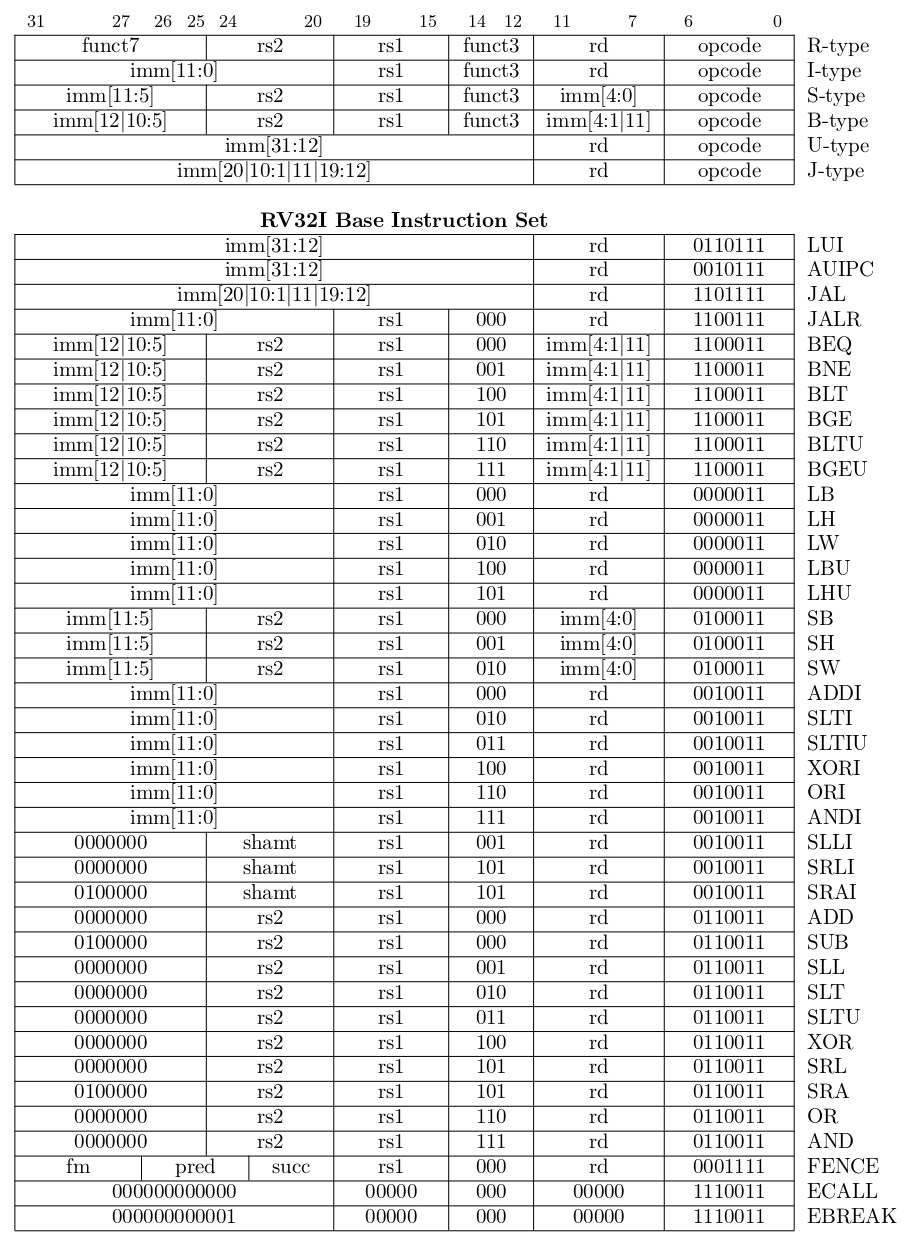 31 27 26 25 24 20 19 15 14 12 11 7 6 0
funct7 rs2 rs1 funct3 rd opcode R-type
imm[11:0] rs1 funct3 rd opcode I-type
imm[11:5] rs2 rs1 funct3 imm[4:0] opcode S-type
imm[12|10:5] rs2 rs1 funct3 imm[4:1|11] opcode B-type
imm[31:12] rd opcode U-type
imm[20|10:1|11|19:12] rd opcode J-type
RV32I Base Instruction Set
imm[31:12] rd 0110111 LUI
imm[31:12] rd 0010111 AUIPC
imm[20|10:1|11|19:12] rd 1101111 JAL
imm[11:0] rs1 000 rd 1100111 JALR
imm[12|10:5] rs2 rs1 000 imm[4:1|11] 1100011 BEQ
imm[12|10:5] rs2 rs1 001 imm[4:1|11] 1100011 BNE
imm[12|10:5] rs2 rs1 100 imm[4:1|11] 1100011 BLT
imm[12|10:5] rs2 rs1 101 imm[4:1|11] 1100011 BGE
imm[12|10:5] rs2 rs1 110 imm[4:1|11] 1100011 BLTU
imm[12|10:5] rs2 rs1 111 imm[4:1|11] 1100011 BGEU
imm[11:0] rs1 000 rd 0000011 LB
imm[11:0] rs1 001 rd 0000011 LH
imm[11:0] rs1 010 rd 0000011 LW
imm[11:0] rs1 100 rd 0000011 LBU
imm[11:0] rs1 101 rd 0000011 LHU
imm[11:5] rs2 rs1 000 imm[4:0] 0100011 SB
imm[11:5] rs2 rs1 001 imm[4:0] 0100011 SH
imm[11:5] rs2 rs1 010 imm[4:0] 0100011 SW
imm[11:0] rs1 000 rd 0010011 ADDI
imm[11:0] rs1 010 rd 0010011 SLTI
imm[11:0] rs1 011 rd 0010011 SLTIU
imm[11:0] rs1 100 rd 0010011 XORI
imm[11:0] rs1 110 rd 0010011 ORI
imm[11:0] rs1 111 rd 0010011 ANDI
0000000 shamt rs1 001 rd 0010011 SLLI
0000000 shamt rs1 101 rd 0010011 SRLI
0100000 shamt rs1 101 rd 0010011 SRAI
0000000 rs2 rs1 000 rd 0110011 ADD
0100000 rs2 rs1 000 rd 0110011 SUB
0000000 rs2 rs1 001 rd 0110011 SLL
0000000 rs2 rs1 010 rd 0110011 SLT
0000000 rs2 rs1 011 rd 0110011 SLTU
0000000 rs2 rs1 100 rd 0110011 XOR
0000000 rs2 rs1 101 rd 0110011 SRL
0100000 rs2 rs1 101 rd 0110011 SRA
0000000 rs2 rs1 110 rd 0110011 OR
0000000 rs2 rs1 111 rd 0110011 AND
fm pred succ rs1 000 rd 0001111 FENCE
000000000000 00000 000 00000 1110011 ECALL
000000000001 00000 000 00000 1110011 EBREAK